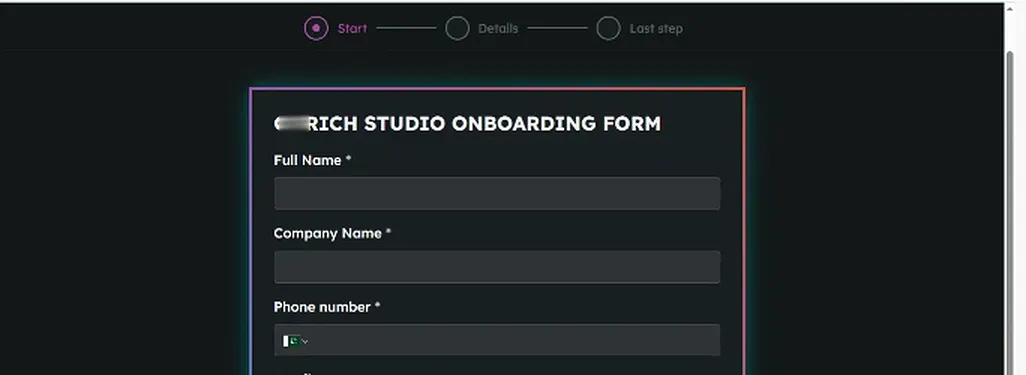 Start
Details
Last step
STUDIO ONBOARDING FORM
Full Name *
Company Name *
Phone number *